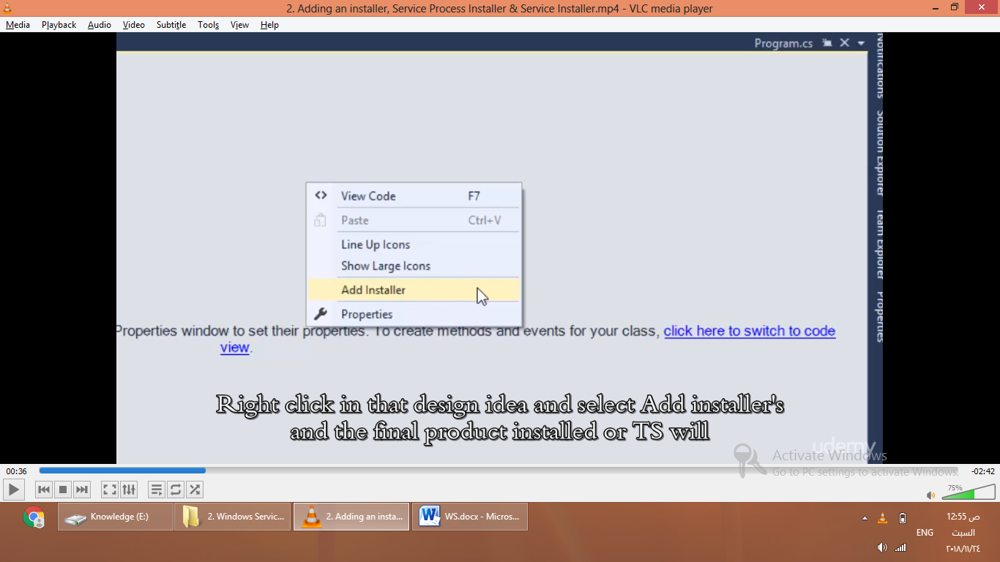 2. Adding an installer, Service Process Installer & Service Installer.mp4 - VLC media player
Media Playback Audio Video Subtitle Tools View Help
Program.cs
Notifications
Solution Explorer
Team Explorer
Properties
View Code F7
Paste Ctrl+V
Line Up Icons
Show Large Icons
Add Installer
Properties
Properties window to set their properties. To create methods and events for your class, click here to switch to code
view.
Right click in that design idea and select Add installer's
and the final product installed or TS will
udemy
Activate Windows
Go to PC settings to activate Windows.
00:36 -02:42
75%
Knowledge (E:) 2. Windows Servic... 2. Adding an insta... WS.docx - Micros...
12:55 ص
ENG السبت
٢٠١٨/١١/٢٤